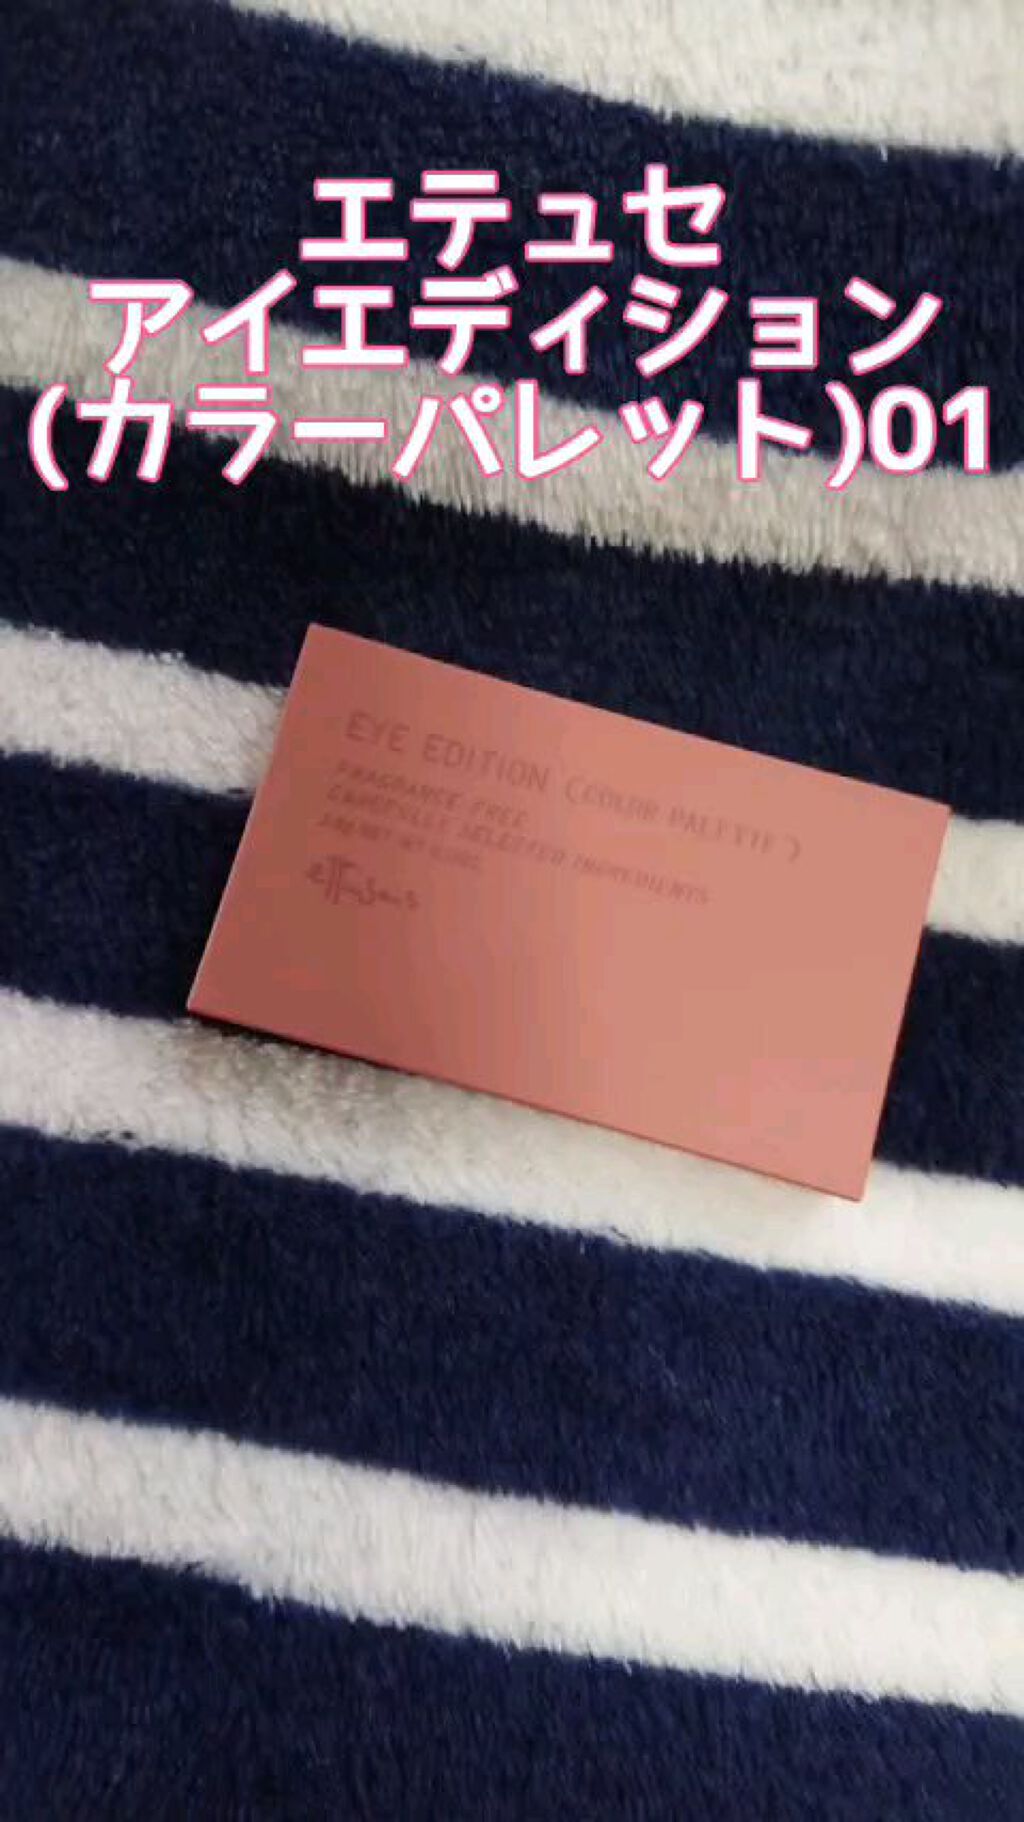 エテュセ
アイエディション
(カラーパレット)01
EYE EDITION (COLOR PALETTE)
FRAGRANCE FREE
CAREFULLY SELECTED INGREDIENTS
ettusais